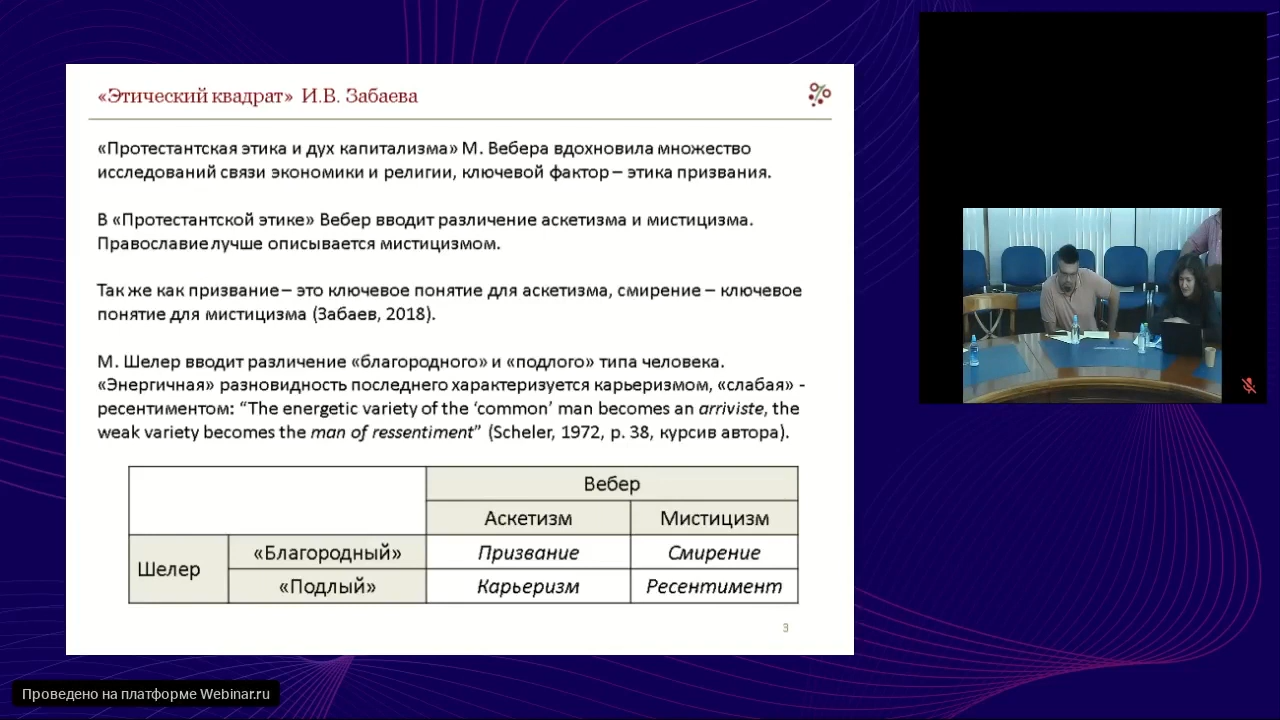 «Этический квадрат» И.В. Забаева
«Протестантская этика и дух капитализма» М. Вебера вдохновила множество
исследований связи экономики и религии, ключевой фактор – этика призвания.
В «Протестантской этике» Вебер вводит различение аскетизма и мистицизма.
Православие лучше описывается мистицизмом.
Так же как призвание – это ключевое понятие для аскетизма, смирение – ключевое
понятие для мистицизма (Забаев, 2018).
М. Шелер вводит различение «благородного» и «подлого» типа человека.
«Энергичная» разновидность последнего характеризуется карьеризмом, «слабая» -
ресентиментом: “The energetic variety of the ‘common’ man becomes an arriviste, the
weak variety becomes the man of ressentiment” (Scheler, 1972, p. 38, курсив автора).
Вебер
Аскетизм Мистицизм
Шелер «Благородный» Призвание Смирение
«Подлый» Карьеризм Ресентимент
3
Проведено на платформе Webinar.ru